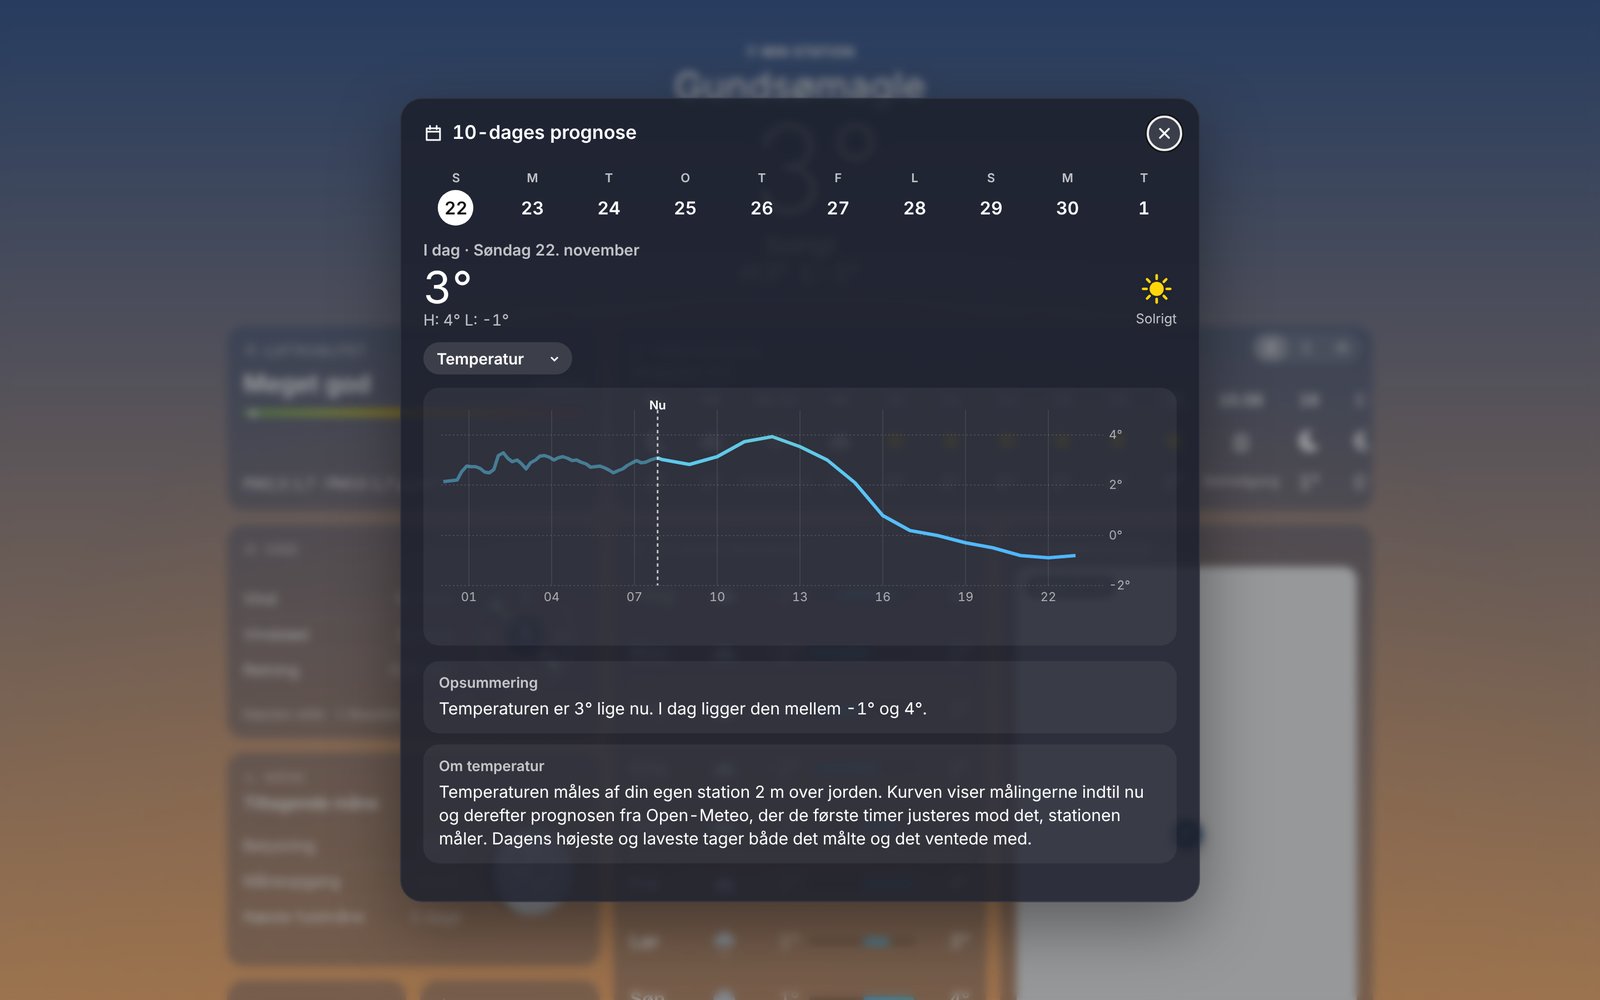 Gundsømagle
10-dages prognose
S M T O T F L S M T
22 23 24 25 26 27 28 29 30 1
I dag · Søndag 22. november
3°
H: 4° L: -1°
Solrigt
Temperatur
Nu
4°
2°
0°
-2°
01 04 07 10 13 16 19 22
Opsummering
Temperaturen er 3° lige nu. I dag ligger den mellem -1° og 4°.
Om temperatur
Temperaturen måles af din egen station 2 m over jorden. Kurven viser målingerne indtil nu
og derefter prognosen fra Open-Meteo, der de første timer justeres mod det, stationen
måler. Dagens højeste og laveste tager både det målte og det ventede med.
Meget god